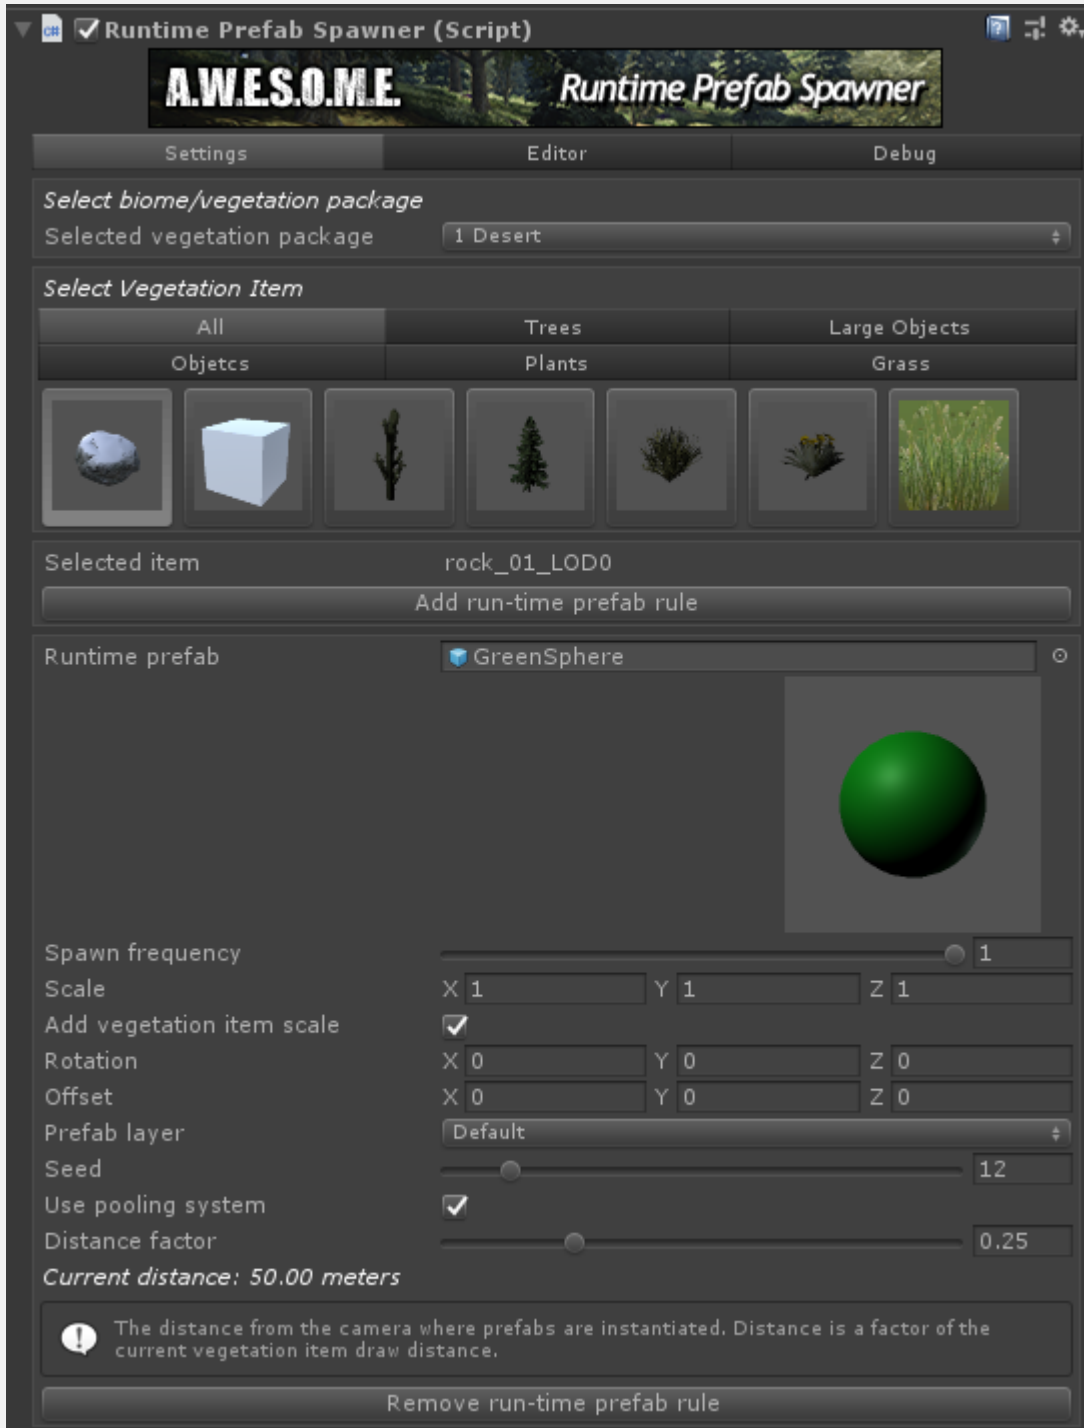 Runtime Prefab Spawner (Script)
A.W.E.S.O.M.E. Runtime Prefab Spawner
Settings Editor Debug
Select biome/vegetation package
Selected vegetation package 1 Desert
Select Vegetation Item
All Trees Large Objects
Objetcs Plants Grass
Selected item rock_01_LOD0
Add run-time prefab rule
Runtime prefab GreenSphere
Spawn frequency 1
Scale X 1 Y 1 Z 1
Add vegetation item scale
Rotation X 0 Y 0 Z 0
Offset X 0 Y 0 Z 0
Prefab layer Default
Seed 12
Use pooling system
Distance factor 0.25
Current distance: 50.00 meters
The distance from the camera where prefabs are instantiated. Distance is a factor of the
current vegetation item draw distance.
Remove run-time prefab rule